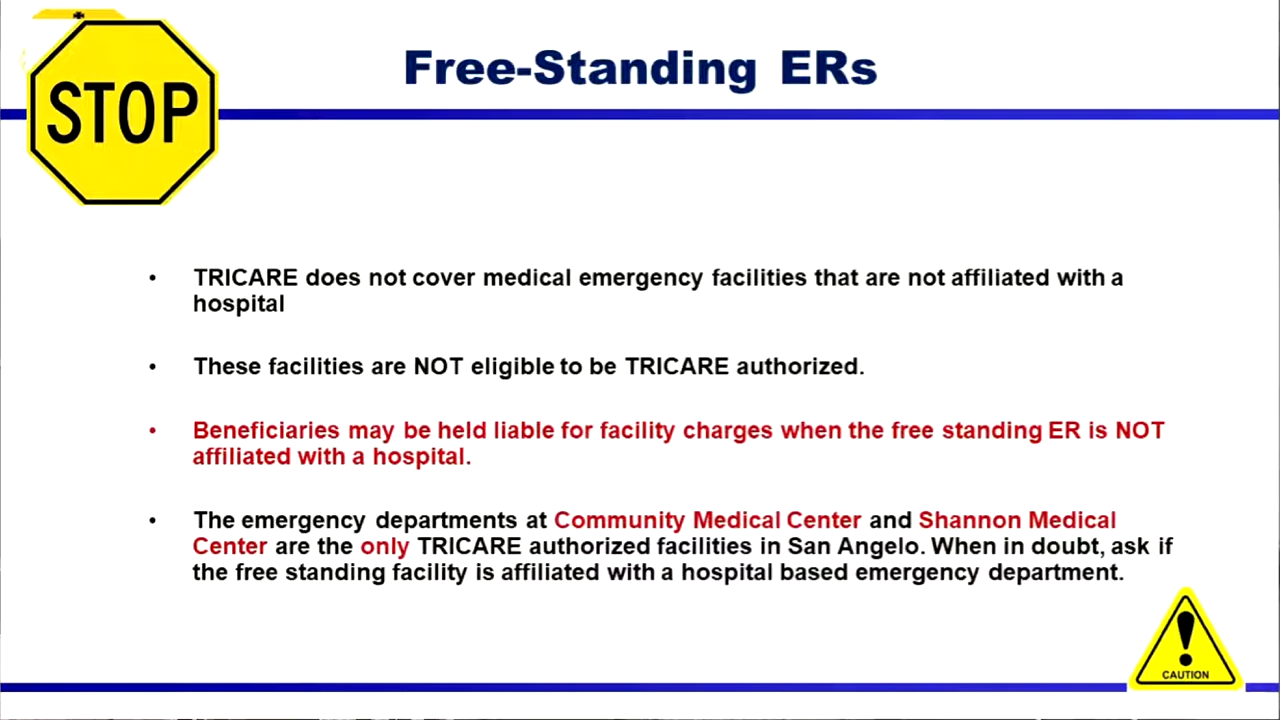 STOP
Free-Standing ERs
• TRICARE does not cover medical emergency facilities that are not affiliated with a
hospital
• These facilities are NOT eligible to be TRICARE authorized.
• Beneficiaries may be held liable for facility charges when the free standing ER is NOT
affiliated with a hospital.
• The emergency departments at Community Medical Center and Shannon Medical
Center are the only TRICARE authorized facilities in San Angelo. When in doubt, ask if
the free standing facility is affiliated with a hospital based emergency department.
!
CAUTION